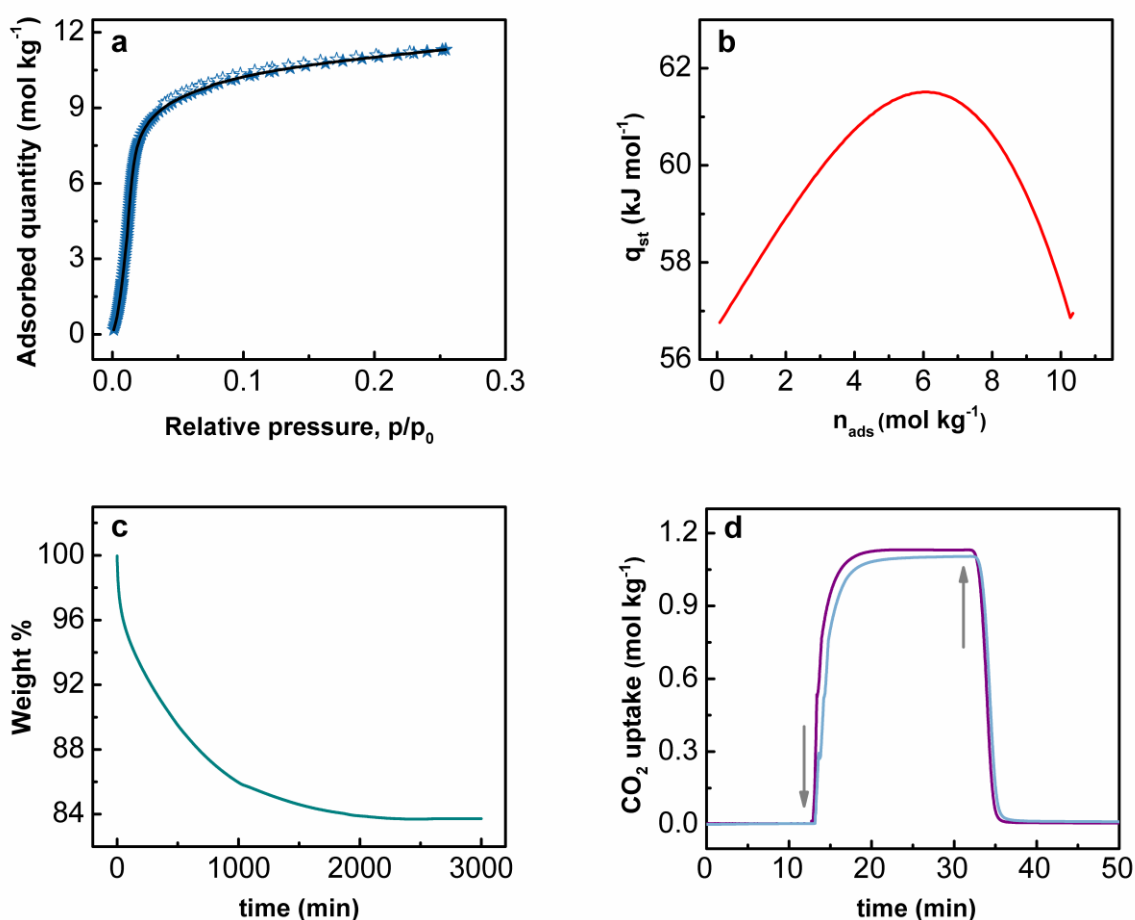 a
Adsorbed quantity (mol kg⁻¹)
12
9
6
3
0
0.0 0.1 0.2 0.3
Relative pressure, p/p₀
b
qₛₜ (kJ mol⁻¹)
62
60
58
56
0 2 4 6 8 10
n_ads (mol kg⁻¹)
c
Weight %
100
96
92
88
84
0 1000 2000 3000
time (min)
d
CO₂ uptake (mol kg⁻¹)
1.2
0.9
0.6
0.3
0.0
0 10 20 30 40 50
time (min)